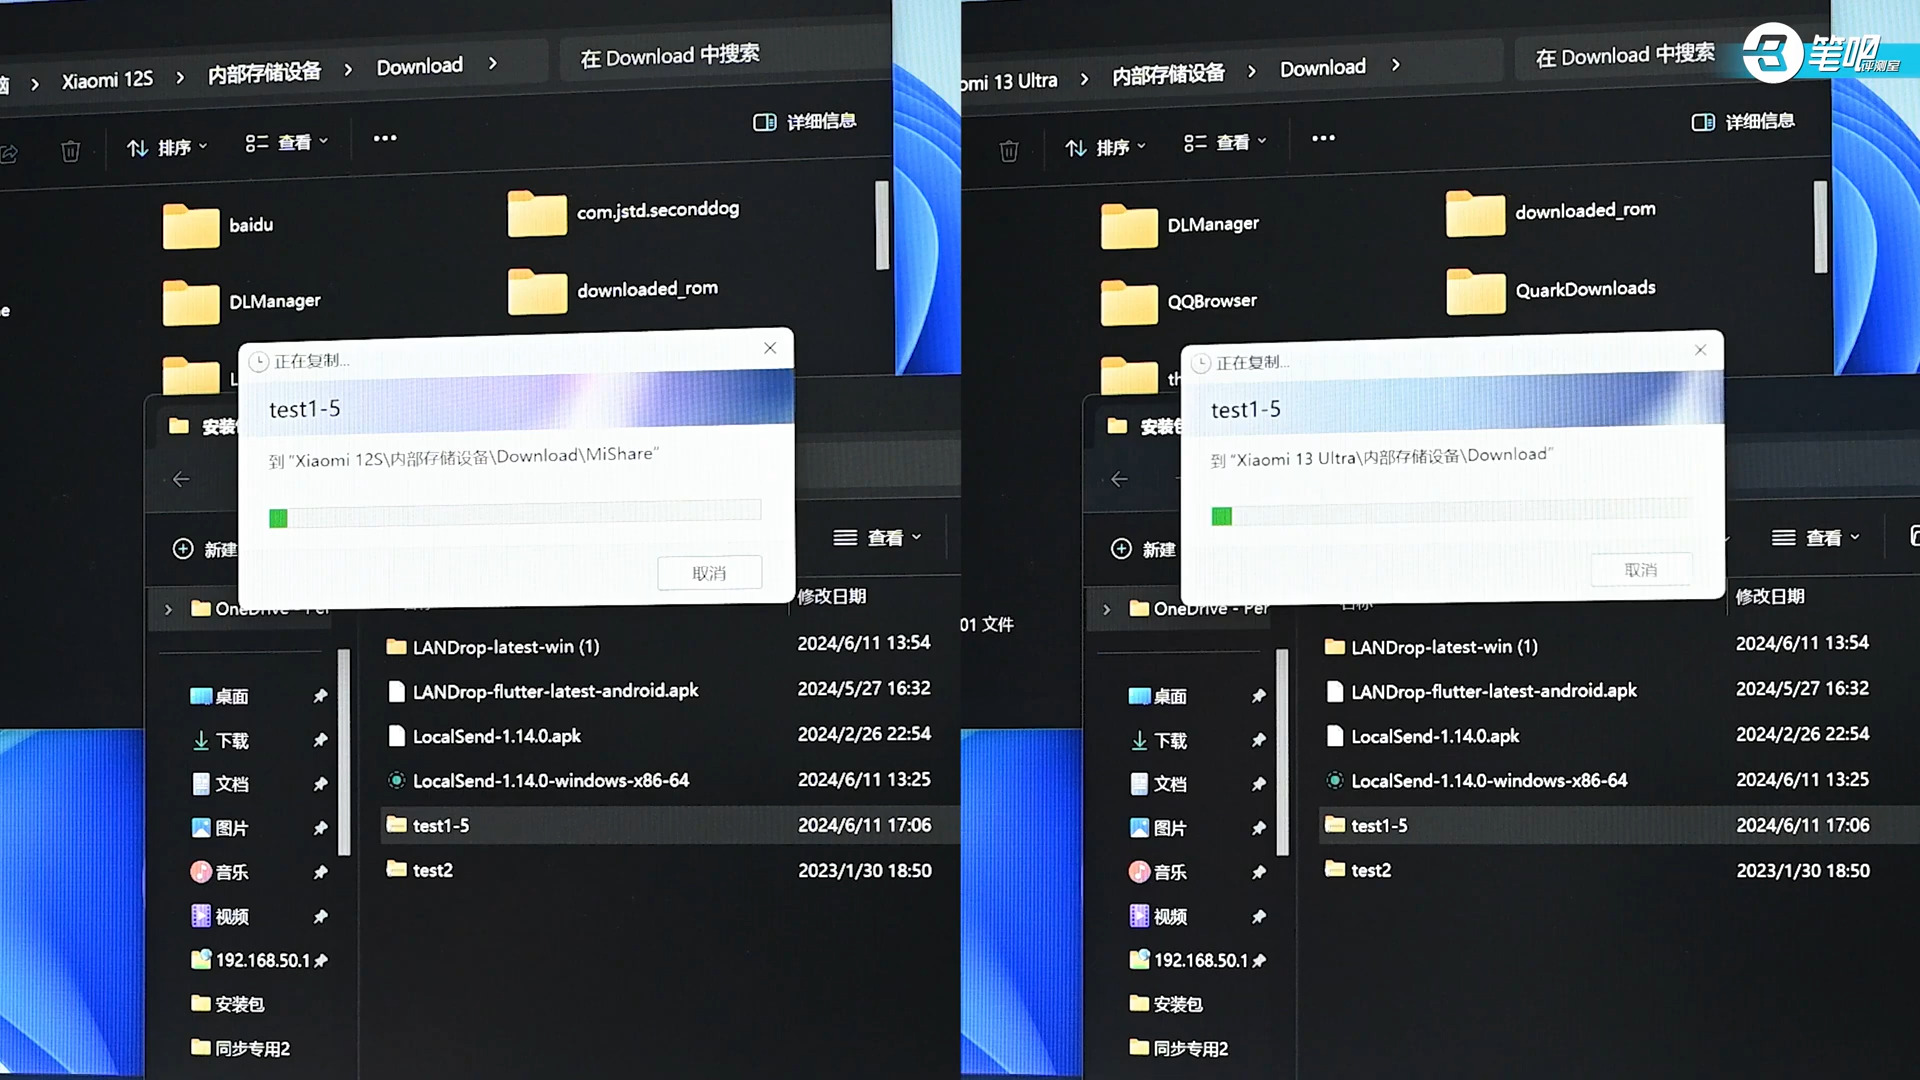 Xiaomi 12S > 内部存储设备 > Download >
在 Download 中搜索
排序
查看
详细信息
baidu
com.jstd.seconddog
DLManager
downloaded_rom
正在复制...
test1-5
到 "Xiaomi 12S\内部存储设备\Download\MiShare"
取消
新建
查看
修改日期
OneDrive - Per
LANDrop-latest-win (1)
2024/6/11 13:54
LANDrop-flutter-latest-android.apk
2024/5/27 16:32
LocalSend-1.14.0.apk
2024/2/26 22:54
LocalSend-1.14.0-windows-x86-64
2024/6/11 13:25
test1-5
2024/6/11 17:06
test2
2023/1/30 18:50
桌面
下载
文档
图片
音乐
视频
192.168.50.1
安装包
同步专用2
omi 13 Ultra > 内部存储设备 > Download >
在 Download 中搜索
笔吧
评测室
排序
查看
详细信息
DLManager
downloaded_rom
QQBrowser
QuarkDownloads
正在复制...
test1-5
到 "Xiaomi 13 Ultra\内部存储设备\Download"
取消
新建
查看
01 文件
修改日期
OneDrive - Per
LANDrop-latest-win (1)
2024/6/11 13:54
LANDrop-flutter-latest-android.apk
2024/5/27 16:32
LocalSend-1.14.0.apk
2024/2/26 22:54
LocalSend-1.14.0-windows-x86-64
2024/6/11 13:25
test1-5
2024/6/11 17:06
test2
2023/1/30 18:50
桌面
下载
文档
图片
音乐
视频
192.168.50.1
安装包
同步专用2